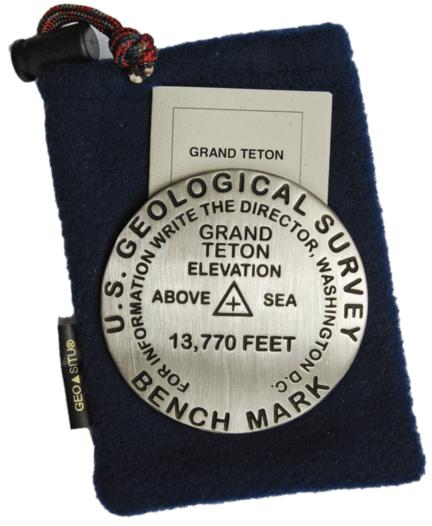 GRAND TETON
U.S. GEOLOGICAL SURVEY
FOR INFORMATION WRITE THE DIRECTOR, WASHINGTON D.C.
GRAND
TETON
ELEVATION
ABOVE SEA
13,770 FEET
BENCH MARK
GEO▲SITU®